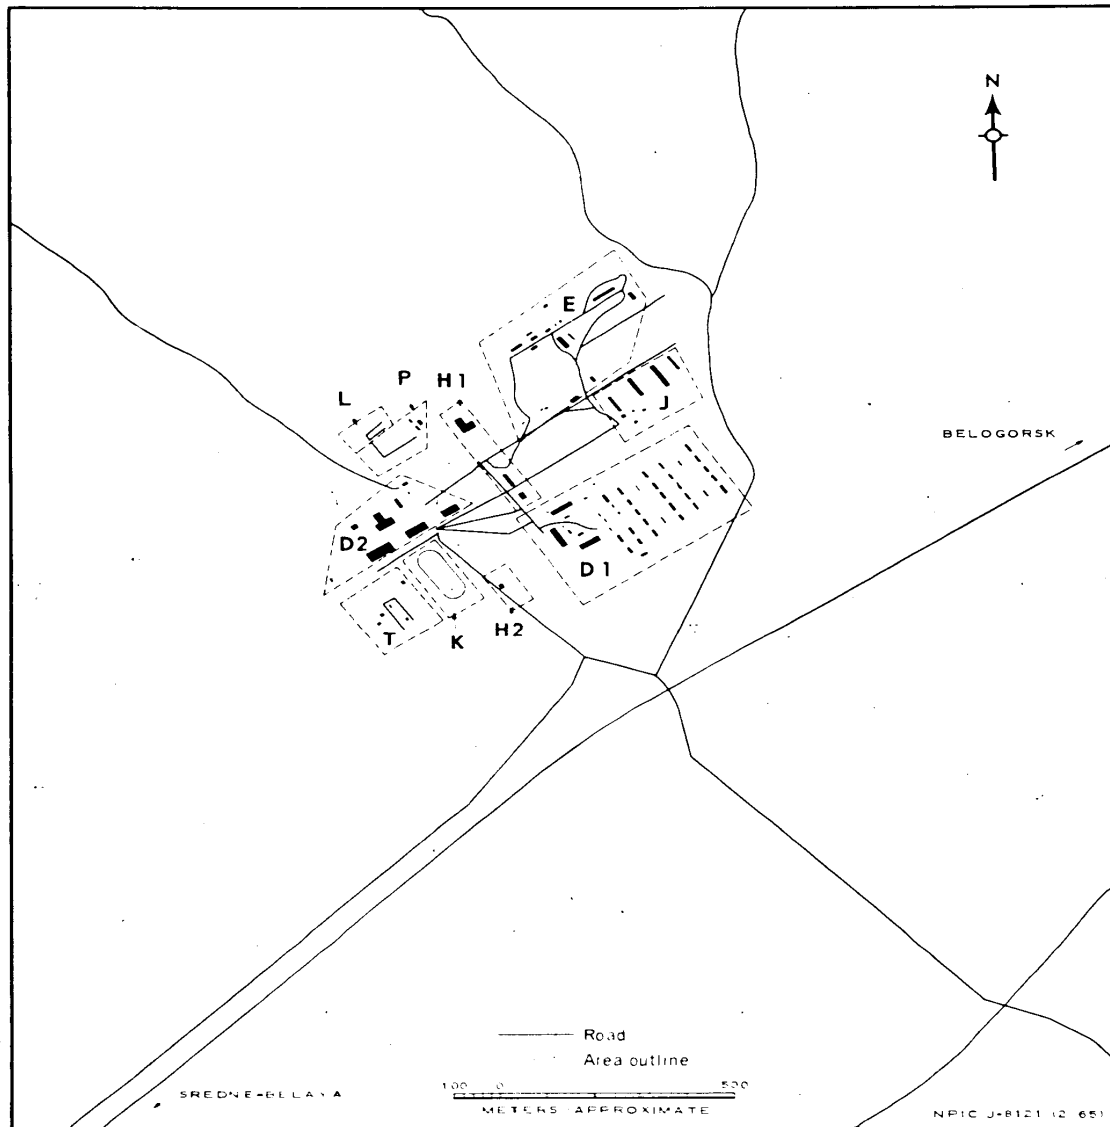 N
E
P
H1
L
J
BELOGORSK
D2
D1
T
K
H2
Road
Area outline
100 0 500
METERS APPROXIMATE
SREDNE-BELAYA
NPIC J-8121 (2 65)